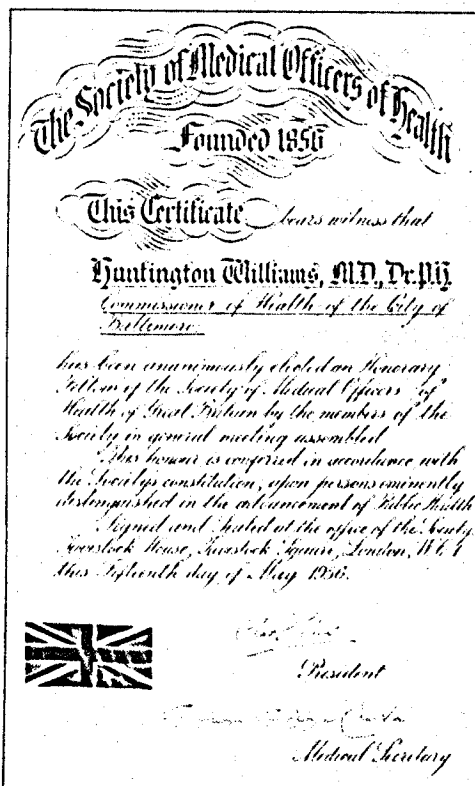 The Society of Medical Officers of Health
Founded 1856
This Certificate bears witness that
Huntington Williams, M.D., Dr.P.H.
Commissioner of Health of the City of
Baltimore
has been unanimously elected an Honorary
Fellow of the Society of Medical Officers of
Health of Great Britain by the members of the
Society in general meeting assembled
This honour is conferred in accordance with
the Society's constitution, upon persons eminently
distinguished in the advancement of Public Health
Signed and Sealed at the office of the Society,
Tavistock House, Tavistock Square, London, W.C.1
this Fifteenth day of May 1956.
President
Medical Secretary